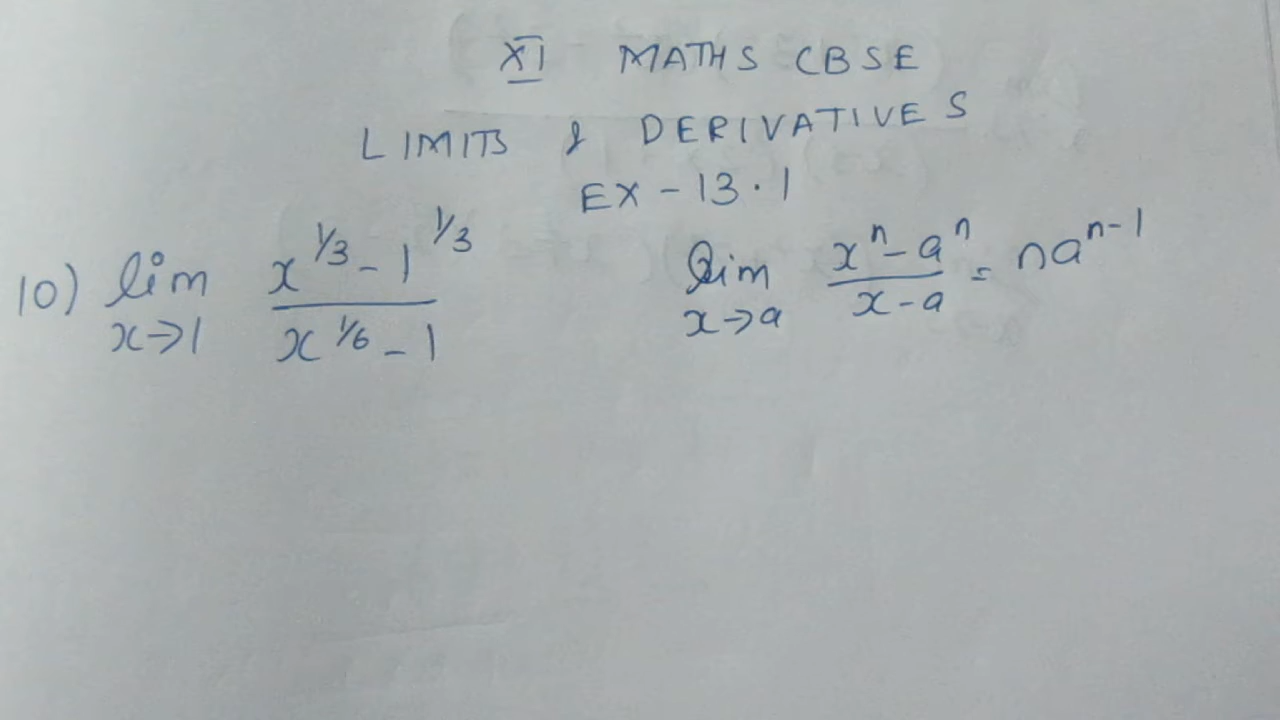 XI MATHS CBSE
LIMITS & DERIVATIVES
EX - 13.1
10) lim x→1 (x^1/3 - 1^1/3)/(x^1/6 - 1)
lim x→a (x^n - a^n)/(x - a) = na^n-1